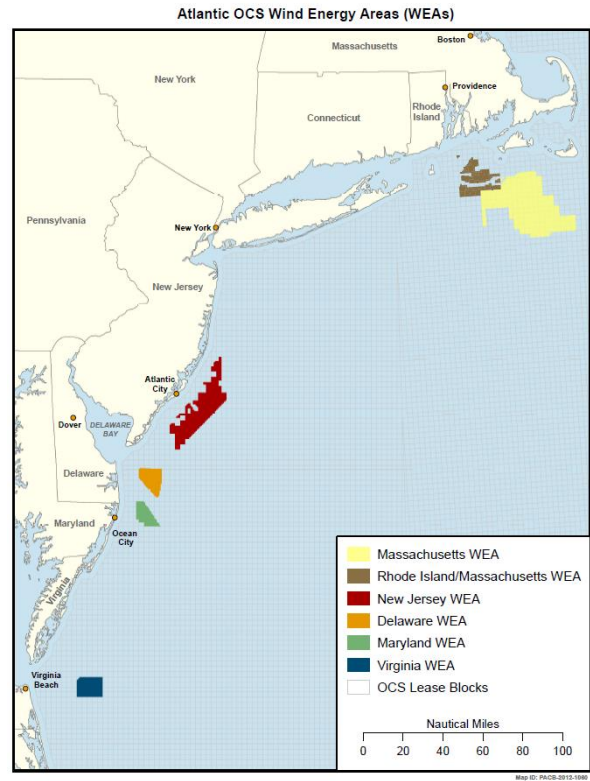 Atlantic OCS Wind Energy Areas (WEAs)
Boston
Massachusetts
New York
Providence
Connecticut
Rhode
Island
Pennsylvania
New York
New Jersey
Atlantic
City
Dover
DELAWARE
BAY
Delaware
Maryland
Ocean
City
Virginia
Virginia
Beach
Massachusetts WEA
Rhode Island/Massachusetts WEA
New Jersey WEA
Delaware WEA
Maryland WEA
Virginia WEA
OCS Lease Blocks
Nautical Miles
0 20 40 60 80 100
Map ID: PACB-2012-1080